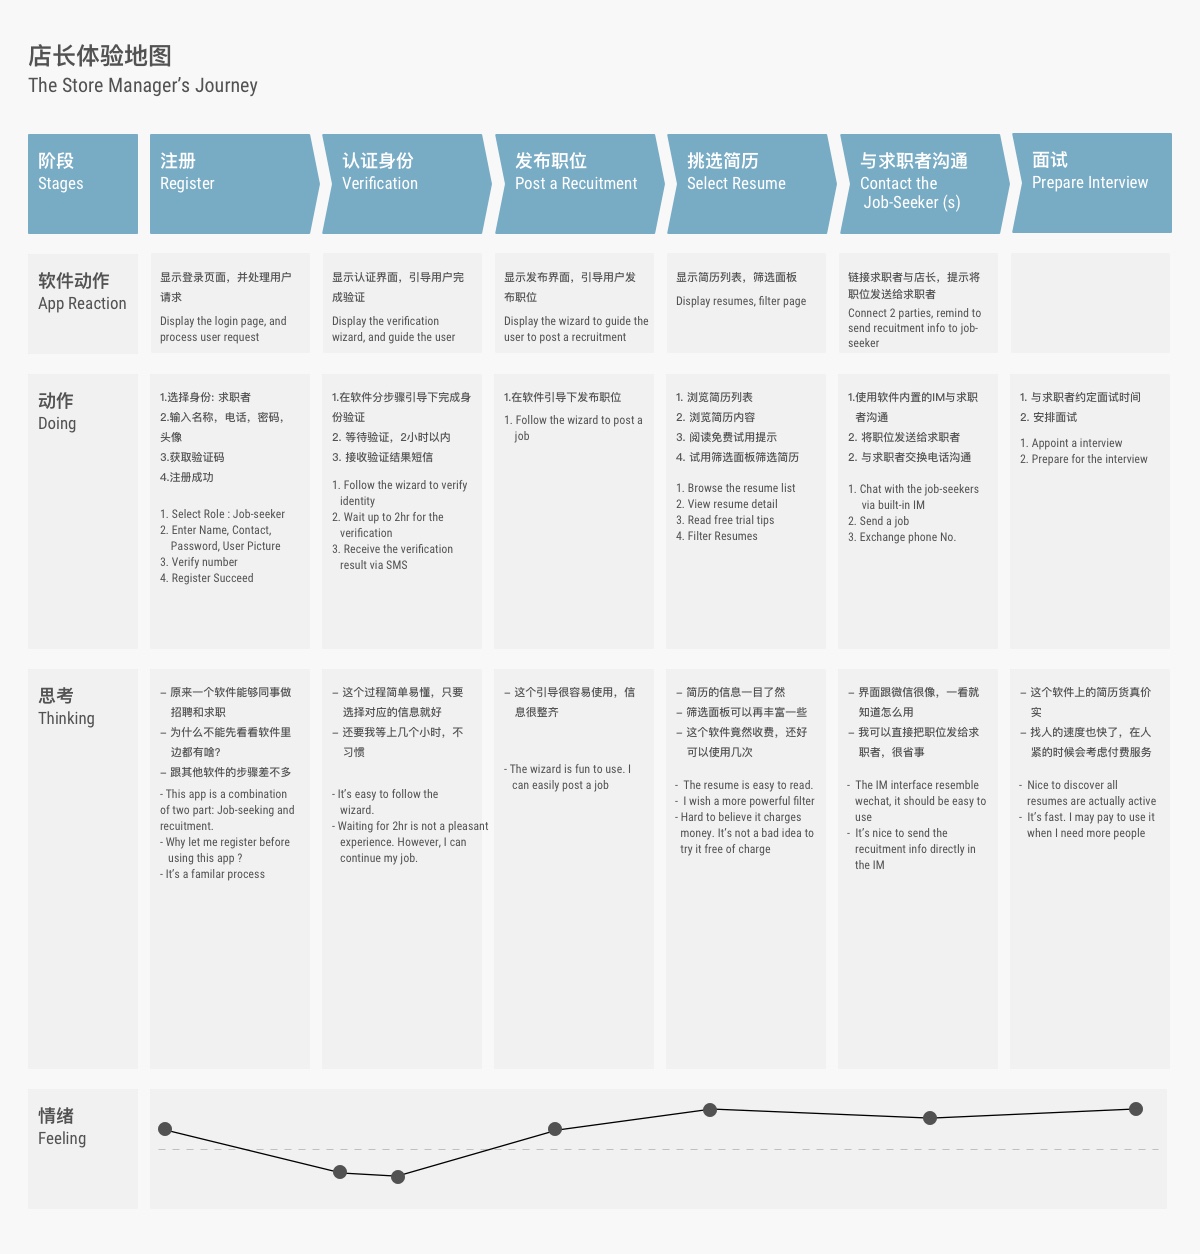 店长体验地图
The Store Manager’s Journey
阶段
Stages
注册
Register
认证身份
Verification
发布职位
Post a Recuitment
挑选简历
Select Resume
与求职者沟通
Contact the
Job-Seeker (s)
面试
Prepare Interview
软件动作
App Reaction
显示登录页面，并处理用户
请求
Display the login page, and
process user request
显示认证界面，引导用户完
成验证
Display the verification
wizard, and guide the user
显示发布界面，引导用户发
布职位
Display the wizard to guide the
user to post a recruitment
显示简历列表，筛选面板
Display resumes, filter page
链接求职者与店长，提示将
职位发送给求职者
Connect 2 parties, remind to
send recuitment info to job-
seeker
动作
Doing
1.选择身份: 求职者
2.输入名称，电话，密码，
头像
3.获取验证码
4.注册成功
1. Select Role : Job-seeker
2. Enter Name, Contact,
Password, User Picture
3. Verify number
4. Register Succeed
1.在软件分步骤引导下完成身
份验证
2. 等待验证，2小时以内
3. 接收验证结果短信
1. Follow the wizard to verify
identity
2. Wait up to 2hr for the
verification
3. Receive the verification
result via SMS
1.在软件引导下发布职位
1. Follow the wizard to post a
job
1. 浏览简历列表
2. 浏览简历内容
3. 阅读免费试用提示
4. 试用筛选面板筛选简历
1. Browse the resume list
2. View resume detail
3. Read free trial tips
4. Filter Resumes
1.使用软件内置的IM与求职
者沟通
2. 将职位发送给求职者
2. 与求职者交换电话沟通
1. Chat with the job-seekers
via built-in IM
2. Send a job
3. Exchange phone No.
1. 与求职者约定面试时间
2. 安排面试
1. Appoint a interview
2. Prepare for the interview
思考
Thinking
– 原来一个软件能够同事做
招聘和求职
– 为什么不能先看看软件里
边都有啥?
– 跟其他软件的步骤差不多
- This app is a combination
of two part: Job-seeking and
recuitment.
- Why let me register before
using this app ?
- It’s a familar process
– 这个过程简单易懂，只要
选择对应的信息就好
– 还要我等上几个小时，不
习惯
- It’s easy to follow the
wizard.
- Waiting for 2hr is not a pleasant
experience. However, I can
continue my job.
– 这个引导很容易使用，信
息很整齐
- The wizard is fun to use. I
can easily post a job
– 简历的信息一目了然
– 筛选面板可以再丰富一些
– 这个软件竟然收费，还好
可以使用几次
- The resume is easy to read.
- I wish a more powerful filter
- Hard to believe it charges
money. It’s not a bad idea to
try it free of charge
– 界面跟微信很像，一看就
知道怎么用
– 我可以直接把职位发给求
职者，很省事
- The IM interface resemble
wechat, it should be easy to
use
- It’s nice to send the
recuitment info directly in
the IM
– 这个软件上的简历货真价
实
– 找人的速度也快了，在人
紧的时候会考虑付费服务
- Nice to discover all
resumes are actually active
- It’s fast. I may pay to use it
when I need more people
情绪
Feeling